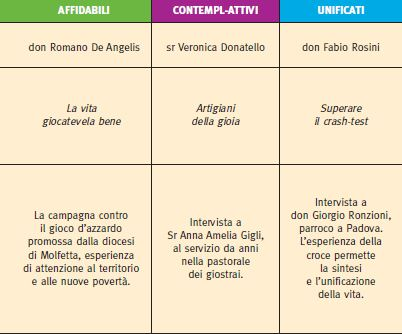 AFFIDABILI
CONTEMPL-ATTIVI
UNIFICATI
don Romano De Angelis
sr Veronica Donatello
don Fabio Rosini
La vita
giocatevela bene
Artigiani
della gioia
Superare
il crash-test
La campagna contro
il gioco d’azzardo
promossa dalla diocesi
di Molfetta, esperienza
di attenzione al territorio
e alle nuove povertà.
Intervista a
Sr Anna Amelia Gigli,
al servizio da anni
nella pastorale
dei giostrai.
Intervista a
don Giorgio Ronzioni,
parroco a Padova.
L’esperienza della
croce permette
la sintesi
e l’unificazione
della vita.